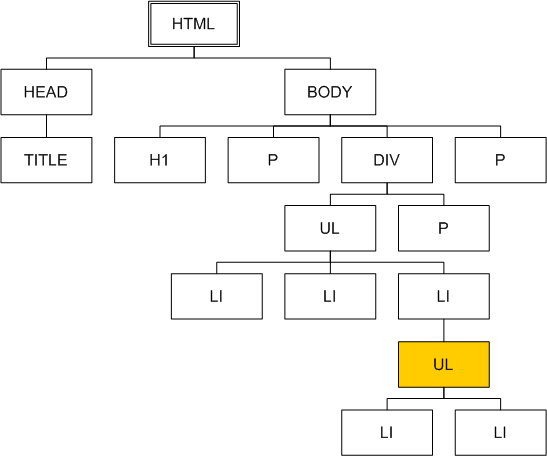 HTML
HEAD BODY
TITLE H1 P DIV P
UL P
LI LI LI
UL
LI LI